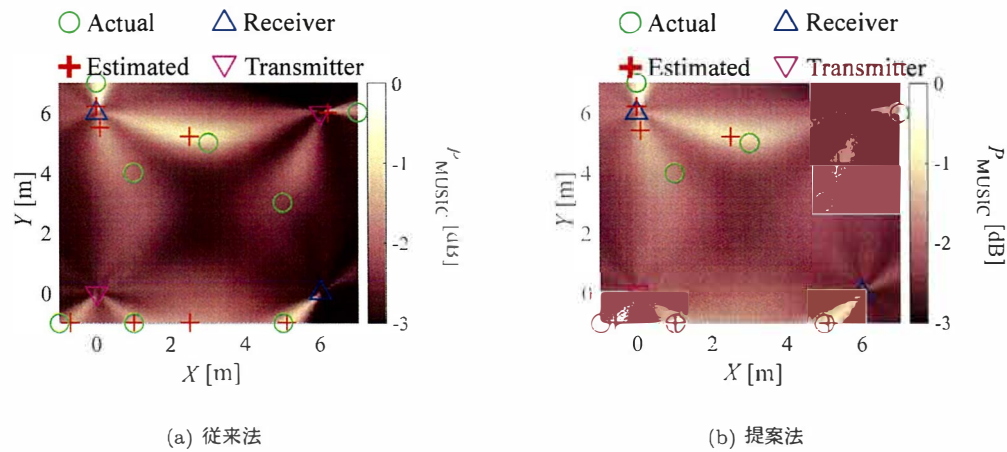 Actual
Receiver
Estimated
Transmitter
Y [m]
6
4
2
0
0
2
4
6
X [m]
0
-1
-2
-3
P MUSIC [dB]
(a) 従来法
Actual
Receiver
Estimated
Transmitter
Y [m]
6
4
2
0
0
2
4
6
X [m]
0
-1
-2
-3
P MUSIC [dB]
(b) 提案法